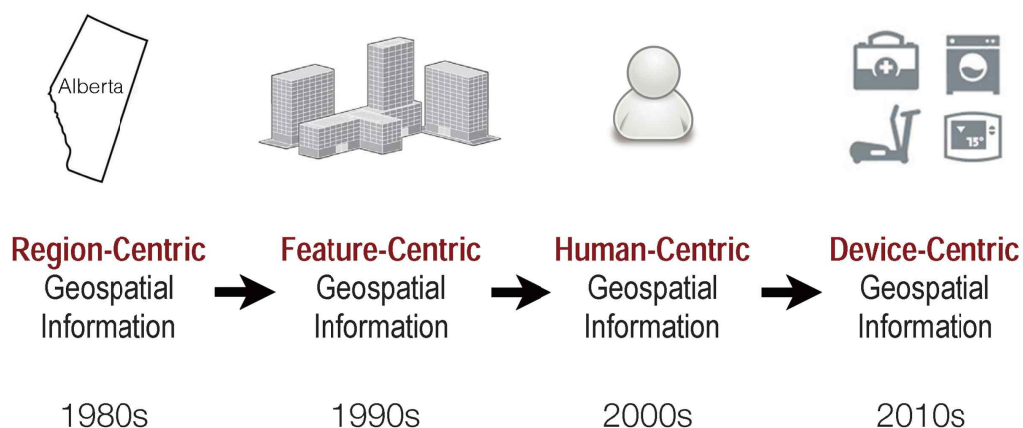 Alberta
75°
Region-Centric
Geospatial
Information
1980s
Feature-Centric
Geospatial
Information
1990s
Human-Centric
Geospatial
Information
2000s
Device-Centric
Geospatial
Information
2010s